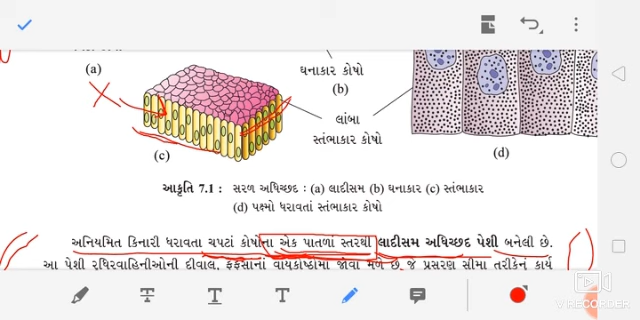 (a)
ઘનાકાર કોષો
(b)
લાંબા
સ્તંભાકાર કોષો
(c)
(d)
આકૃતિ 7.1 : સરળ અધિચ્છદ : (a) લાદીસમ (b) ઘનાકાર (c) સ્તંભાકાર
(d) પક્ષ્મો ધરાવતાં સ્તંભાકાર કોષો
અનિયમિત કિનારી ધરાવતા ચપટાં કોષોના એક પાતળાં સ્તરથી લાદીસમ અધિચ્છદ પેશી બનેલી છે.
આ પેશી રુધિરવાહિનીઓની દીવાલ, ફેફસાંનાં વાયુકોષ્ઠોમાં જોવા મળે છે જે પ્રસરણ સીમા તરીકેનું કાર્ય
V RECORDER